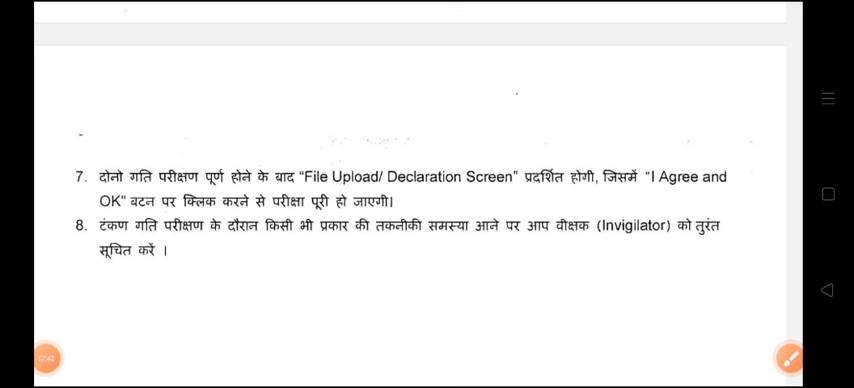 7. दोनो गति परीक्षण पूर्ण होने के बाद “File Upload/ Declaration Screen” प्रदर्शित होगी, जिसमें “I Agree and
OK” बटन पर क्लिक करने से परीक्षा पूरी हो जाएगी।
8. टंकण गति परीक्षण के दौरान किसी भी प्रकार की तकनीकी समस्या आने पर आप वीक्षक (Invigilator) को तुरंत
सूचित करें ।
17:42